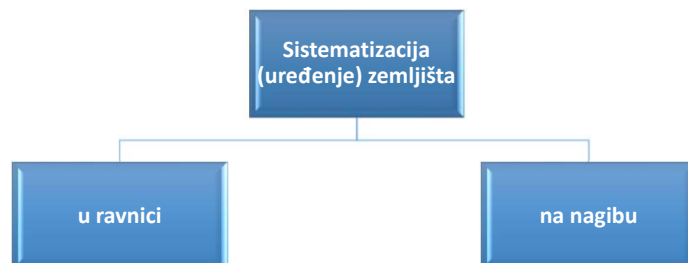 Sistematizacija
(uređenje) zemljišta
u ravnici
na nagibu